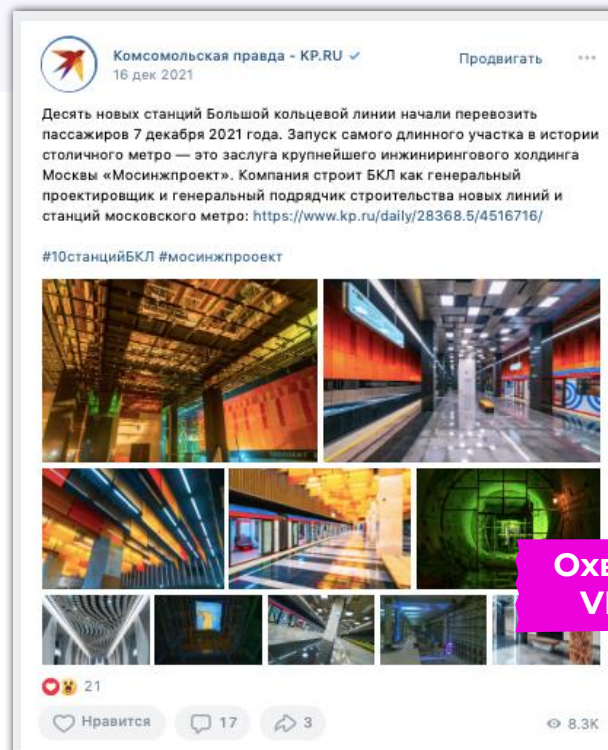 Комсомольская правда - KP.RU
Продвигать
16 дек 2021
Десять новых станций Большой кольцевой линии начали перевозить
пассажиров 7 декабря 2021 года. Запуск самого длинного участка в истории
столичного метро — это заслуга крупнейшего инжинирингового холдинга
Москвы «Мосинжпроект». Компания строит БКЛ как генеральный
проектировщик и генеральный подрядчик строительства новых линий и
станций московского метро: https://www.kp.ru/daily/28368.5/4516716/
#10станцийБКЛ #мосинжпрооект
21
Нравится
17
3
8.3K